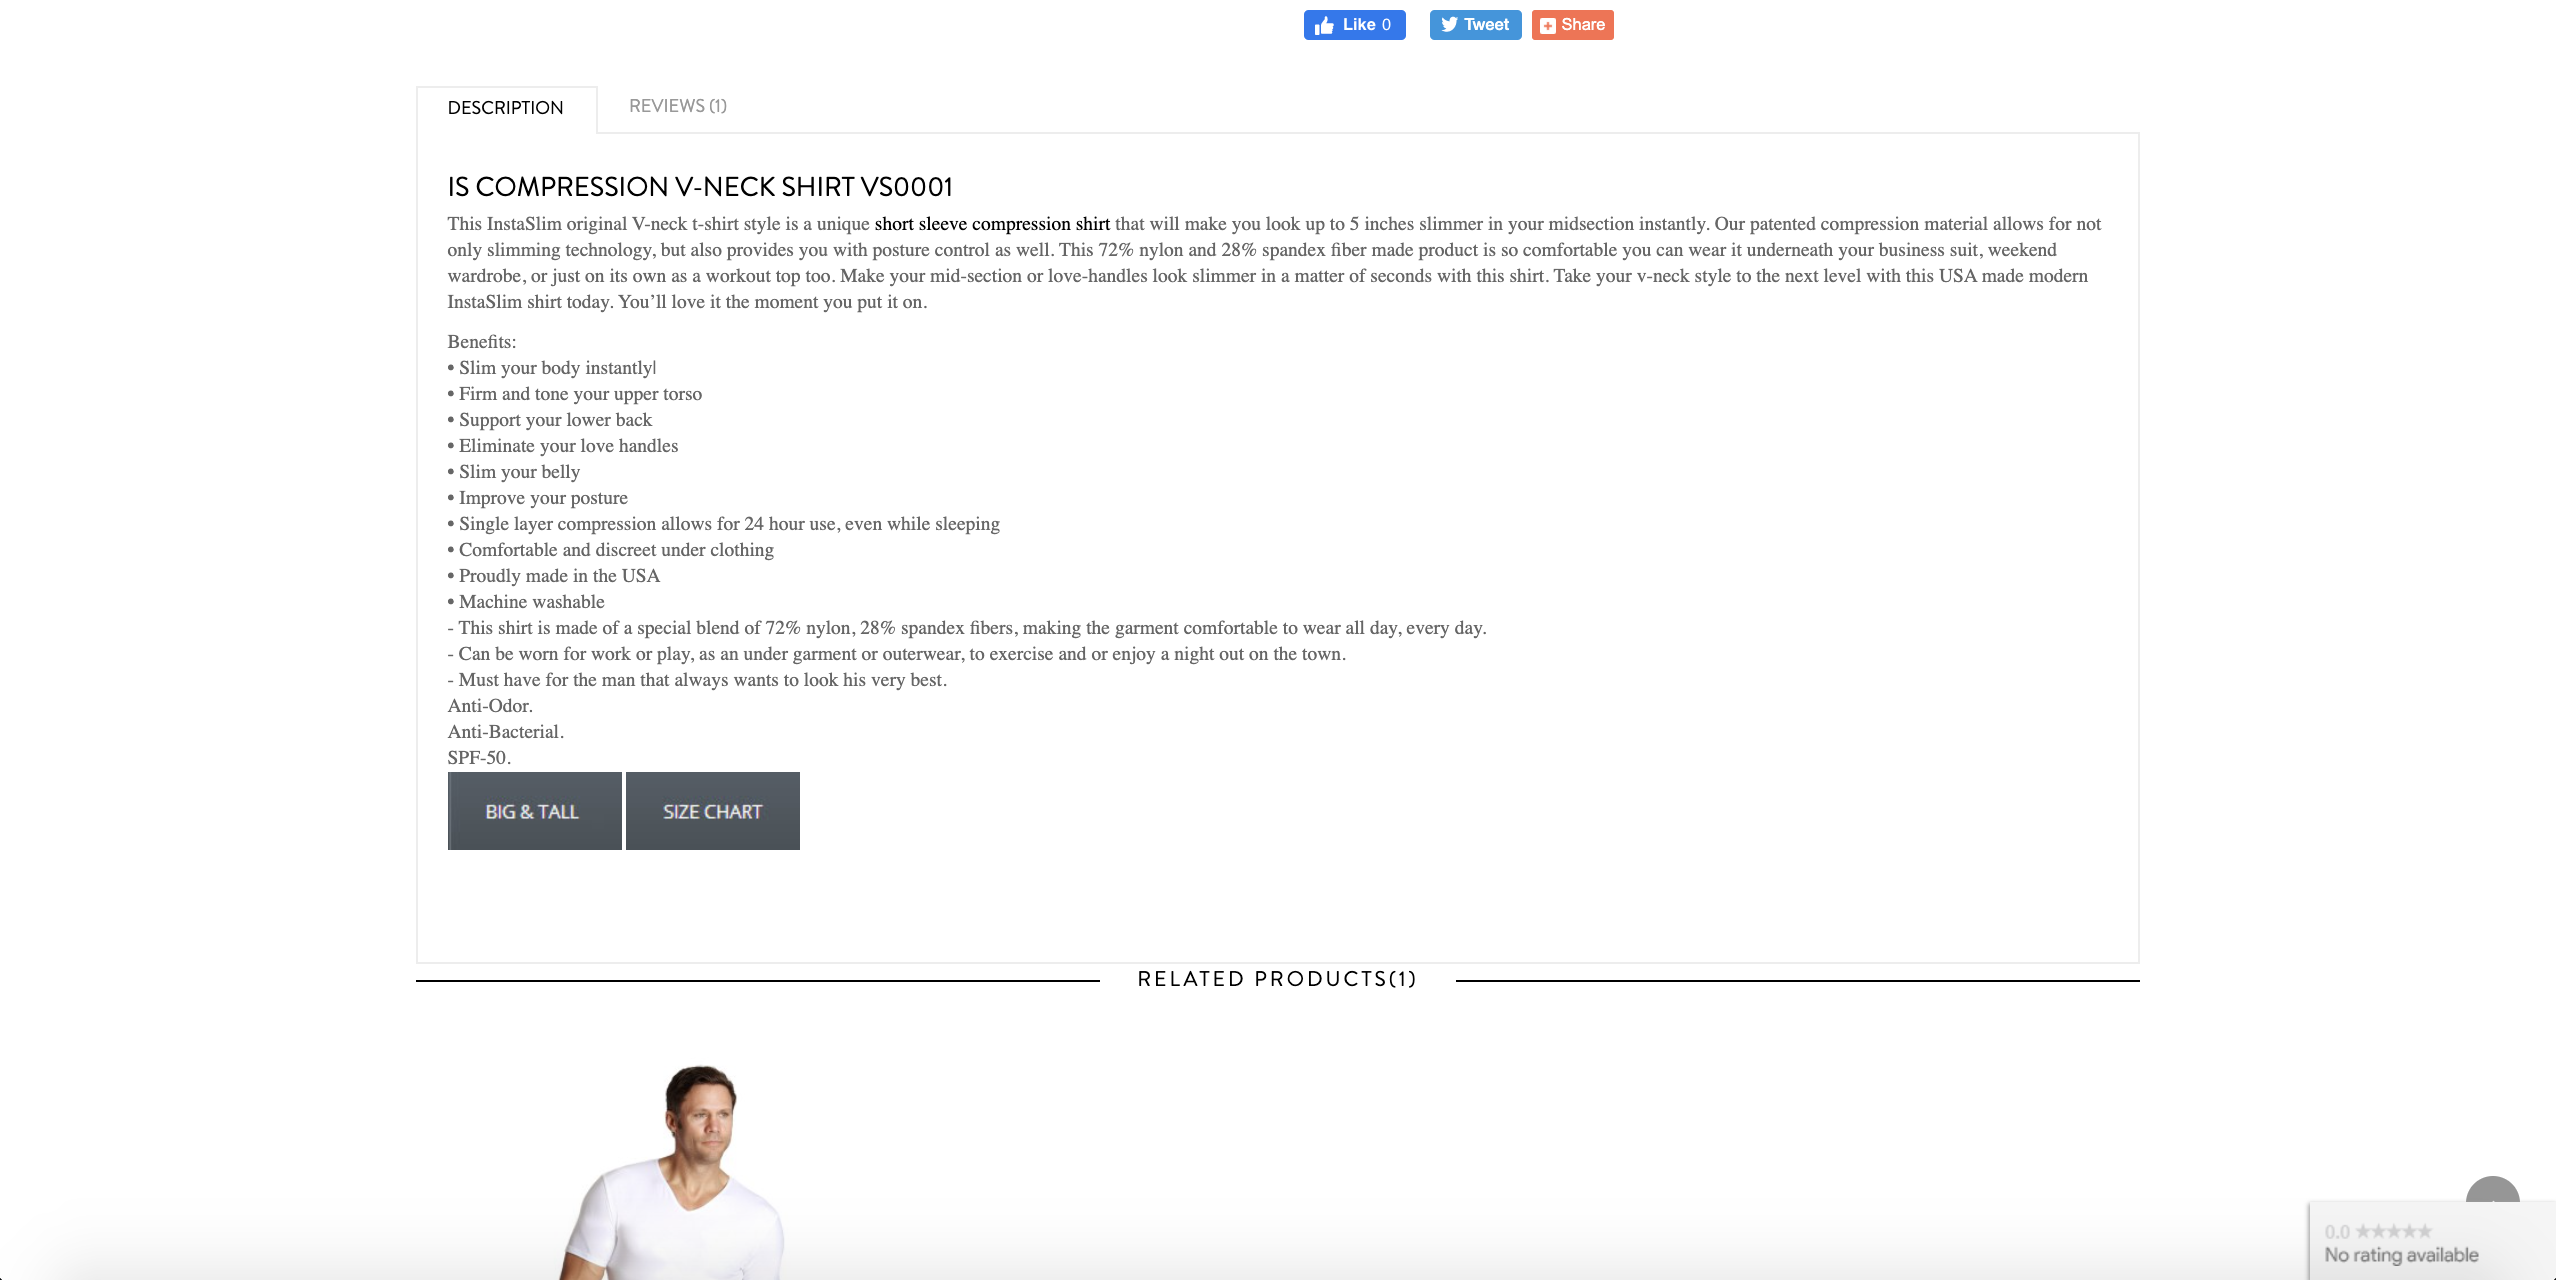 Like 0
Tweet
Share
DESCRIPTION
REVIEWS (1)
IS COMPRESSION V-NECK SHIRT VS0001
This InstaSlim original V-neck t-shirt style is a unique short sleeve compression shirt that will make you look up to 5 inches slimmer in your midsection instantly. Our patented compression material allows for not
only slimming technology, but also provides you with posture control as well. This 72% nylon and 28% spandex fiber made product is so comfortable you can wear it underneath your business suit, weekend
wardrobe, or just on its own as a workout top too. Make your mid-section or love-handles look slimmer in a matter of seconds with this shirt. Take your v-neck style to the next level with this USA made modern
InstaSlim shirt today. You’ll love it the moment you put it on.
Benefits:
• Slim your body instantly|
• Firm and tone your upper torso
• Support your lower back
• Eliminate your love handles
• Slim your belly
• Improve your posture
• Single layer compression allows for 24 hour use, even while sleeping
• Comfortable and discreet under clothing
• Proudly made in the USA
• Machine washable
- This shirt is made of a special blend of 72% nylon, 28% spandex fibers, making the garment comfortable to wear all day, every day.
- Can be worn for work or play, as an under garment or outerwear, to exercise and or enjoy a night out on the town.
- Must have for the man that always wants to look his very best.
Anti-Odor.
Anti-Bacterial.
SPF-50.
BIG & TALL
SIZE CHART
RELATED PRODUCTS(1)
0.0 ★★★★★
No rating available